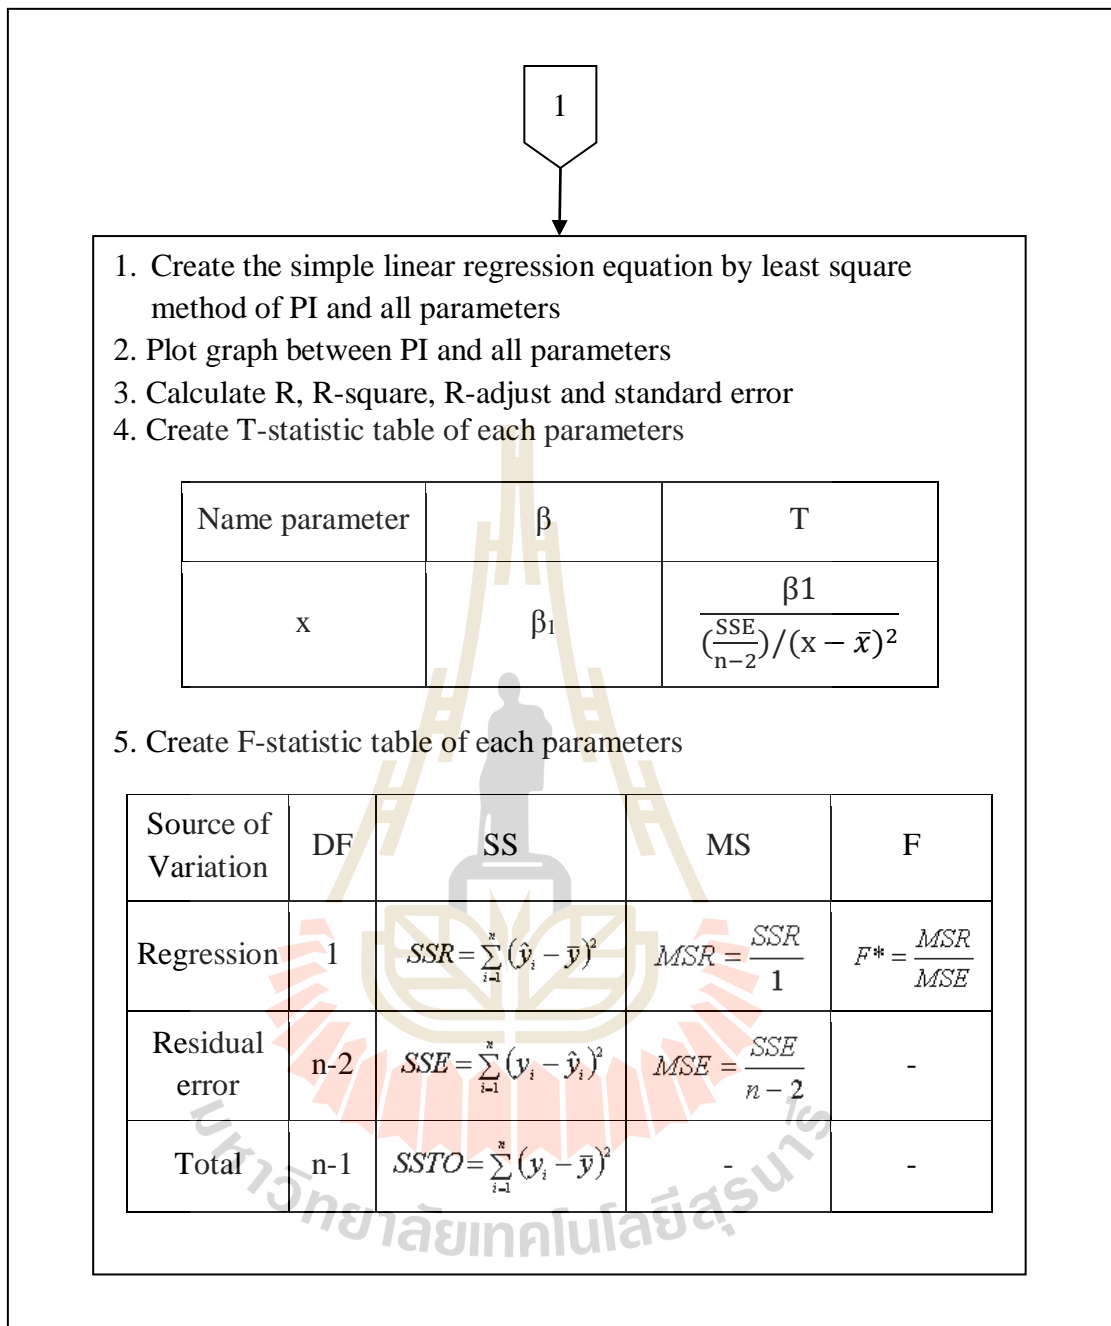 1
1. Create the simple linear regression equation by least square
method of PI and all parameters
2. Plot graph between PI and all parameters
3. Calculate R, R-square, R-adjust and standard error
4. Create T-statistic table of each parameters
Name parameter β T
x β₁ β1 / ((SSE/(n−2))/(x − x̄)²)
5. Create F-statistic table of each parameters
Source of Variation DF SS MS F
Regression 1 SSR = ∑ᵢ₌₁ⁿ (ŷᵢ − ȳ)² MSR = SSR/1 F* = MSR/MSE
Residual error n-2 SSE = ∑ᵢ₌₁ⁿ (yᵢ − ŷᵢ)² MSE = SSE/(n − 2) -
Total n-1 SSTO = ∑ᵢ₌₁ⁿ (yᵢ − ȳ)² - -
มหาวิทยาลัยเทคโนโลยีสุรนารี